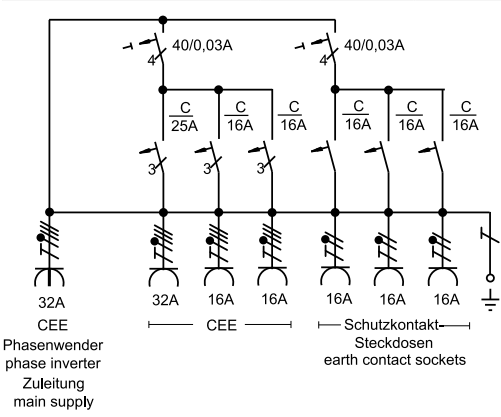 40/0,03A 40/0,03A
4 4
C C C C C C
25A 16A 16A 16A 16A 16A
3 3 3
32A 32A 16A 16A 16A 16A 16A
CEE CEE Schutzkontakt-
Phasenwender Steckdosen
phase inverter earth contact sockets
Zuleitung
main supply